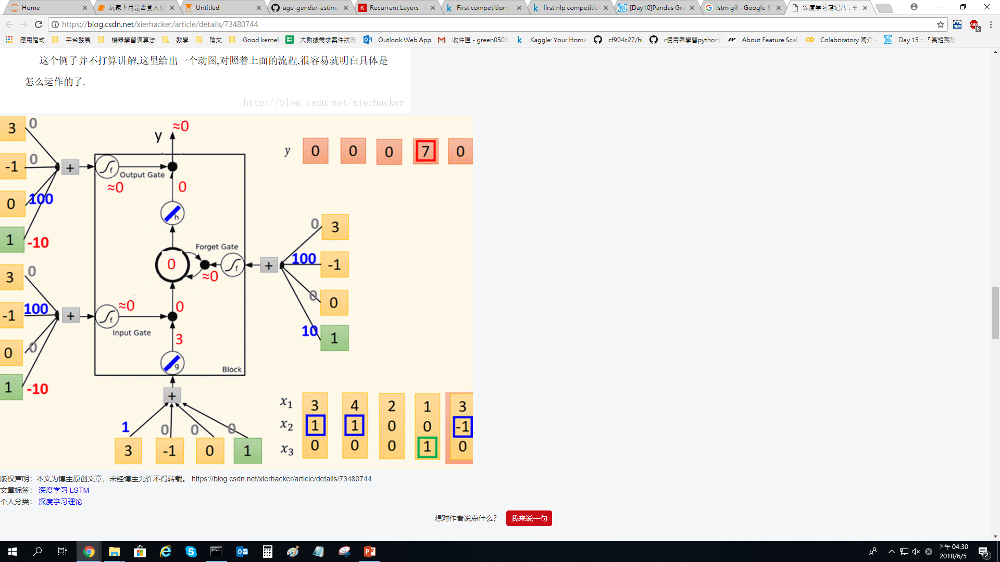 Home
玩家下月是否登入預
Untitled
age-gender-estima
Recurrent Layers -
First competition |
first nlp competitio
[Day10]Pandas Gro
lstm gif - Google 搜
深度学习笔记八：长
https://blog.csdn.net/xierhacker/article/details/73480744
應用程式
平台發展
機器學習演算法
教學
論文
Good kernel
大數據需求案件狀況
Outlook Web App
收件匣 - green0503
Kaggle: Your Home
cf904c27/hi
r使用者學習python
About Feature Scali
Colaboratory 簡介 -
Day 15：『長短期記
这个例子并不打算讲解,这里给出一个动图,对照着上面的流程,很容易就明白具体是
怎么运作的了.
http://blog.csdn.net/xierhacker
3 0
-1 0
0 100
1 -10
+
y ≈0
Output Gate
≈0
0
h
Forget Gate
0
≈0
f
+
0 3
100 -1
0 0
10 1
3 0
-1 100
0 0
1 -10
+
≈0
f
Input Gate
0
3
g
Block
+
1 0 0 0
3 -1 0 1
y 0 0 0 7 0
x1 3 4 2 1 3
x2 1 1 0 0 -1
x3 0 0 0 1 0
版权声明：本文为博主原创文章，未经博主允许不得转载。 https://blog.csdn.net/xierhacker/article/details/73480744
文章标签： 深度学习 LSTM
个人分类： 深度学习理论
想对作者说点什么？ 我来说一句
下午 04:30
2018/6/5
2